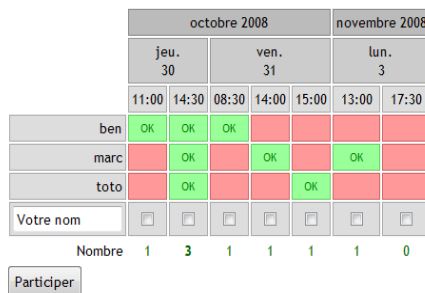 octobre 2008 novembre 2008
jeu. ven. lun.
30 31 3
11:00 14:30 08:30 14:00 15:00 13:00 17:30
ben OK OK OK
marc OK OK OK
toto OK OK
Votre nom
Nombre 1 3 1 1 1 1 0
Participer